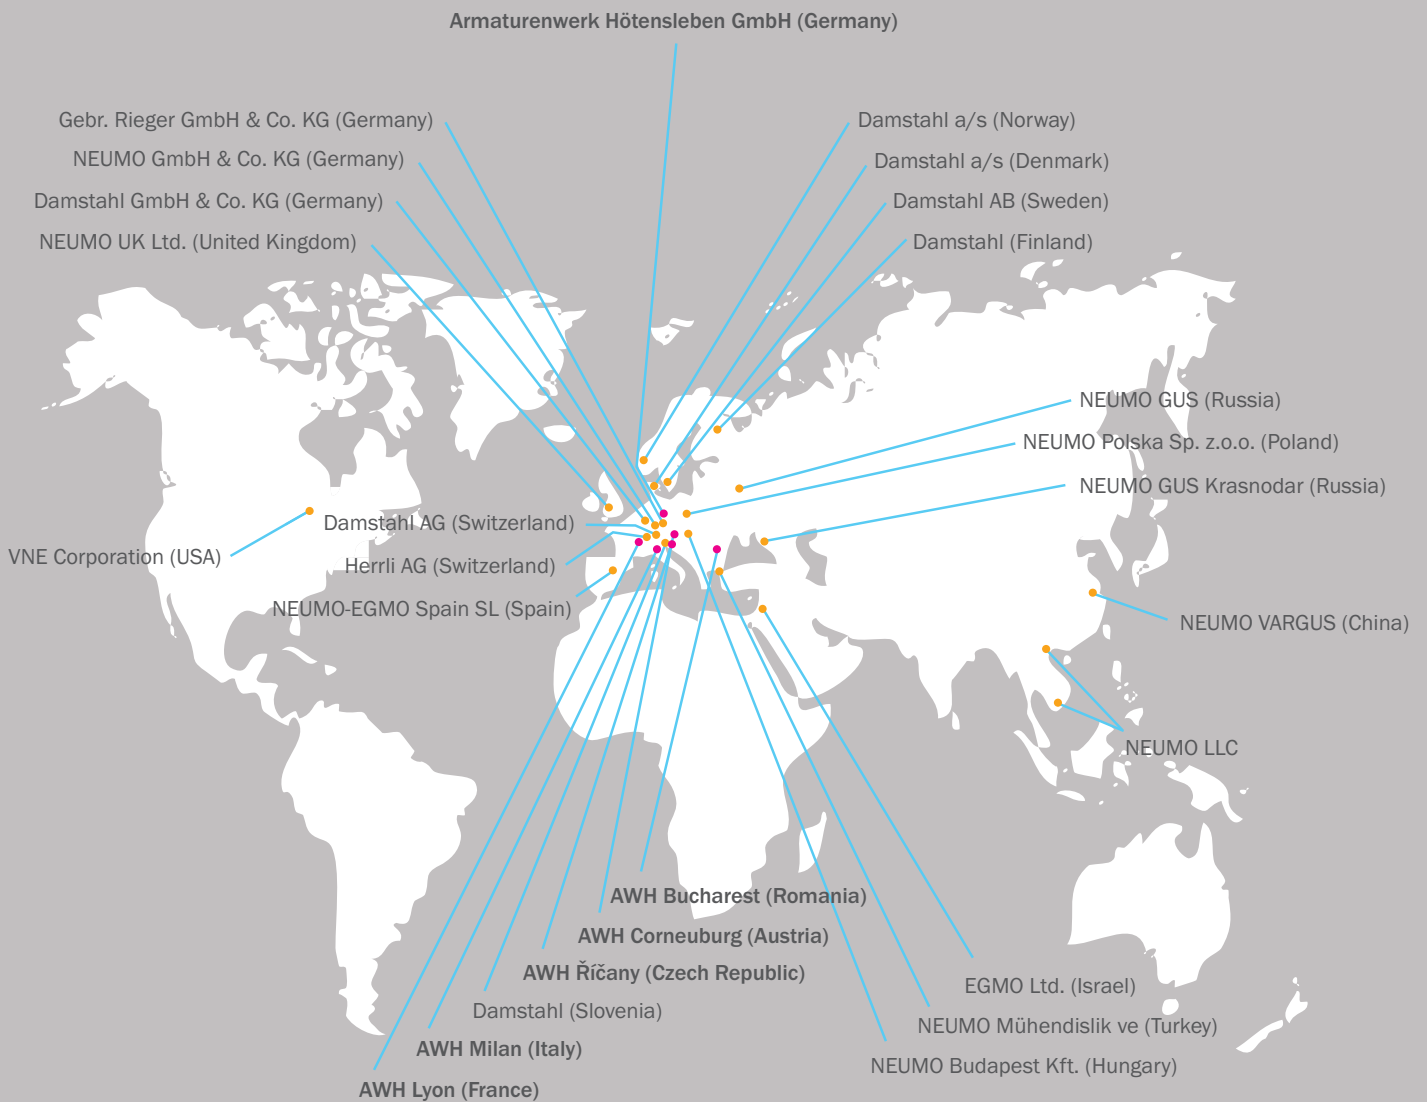 Armaturenwerk Hötensleben GmbH (Germany)
Gebr. Rieger GmbH & Co. KG (Germany)
NEUMO GmbH & Co. KG (Germany)
Damstahl GmbH & Co. KG (Germany)
NEUMO UK Ltd. (United Kingdom)
Damstahl a/s (Norway)
Damstahl a/s (Denmark)
Damstahl AB (Sweden)
Damstahl (Finland)
NEUMO GUS (Russia)
NEUMO Polska Sp. z.o.o. (Poland)
NEUMO GUS Krasnodar (Russia)
Damstahl AG (Switzerland)
VNE Corporation (USA)
Herrli AG (Switzerland)
NEUMO-EGMO Spain SL (Spain)
NEUMO VARGUS (China)
NEUMO LLC
AWH Bucharest (Romania)
AWH Corneuburg (Austria)
AWH Říčany (Czech Republic)
Damstahl (Slovenia)
AWH Milan (Italy)
AWH Lyon (France)
EGMO Ltd. (Israel)
NEUMO Mühendislik ve (Turkey)
NEUMO Budapest Kft. (Hungary)